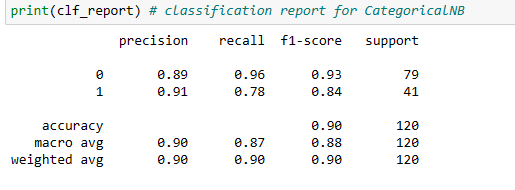 print(clf_report) # classification report for CategoricalNB
precision recall f1-score support
0 0.89 0.96 0.93 79
1 0.91 0.78 0.84 41
accuracy 0.90 120
macro avg 0.90 0.87 0.88 120
weighted avg 0.90 0.90 0.90 120